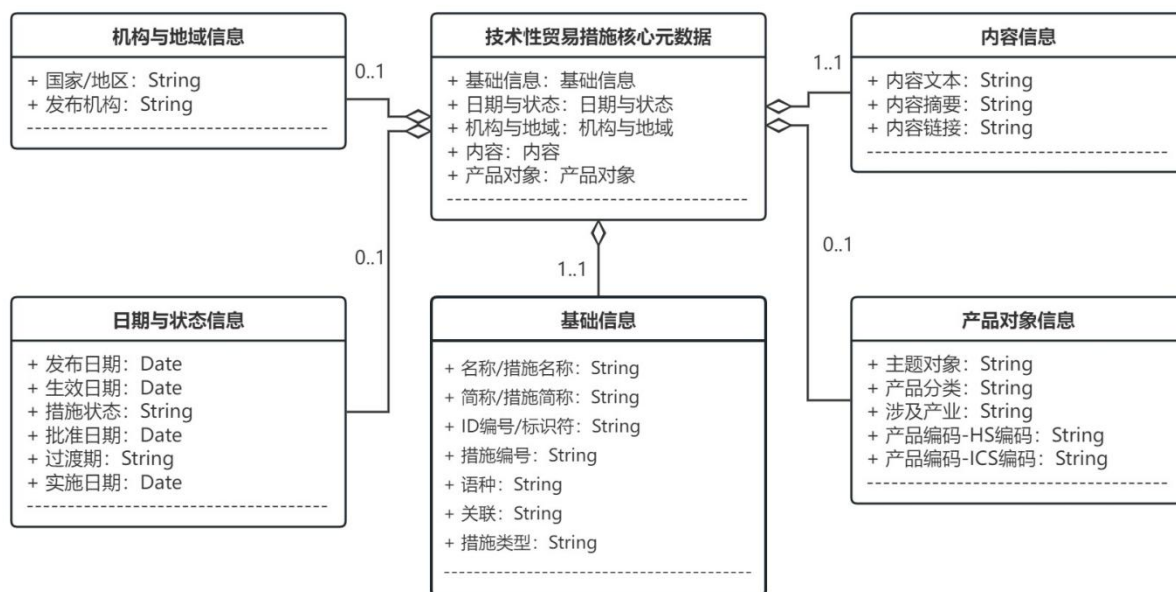 机构与地域信息
+ 国家/地区：String
+ 发布机构：String
0..1
技术性贸易措施核心元数据
+ 基础信息：基础信息
+ 日期与状态：日期与状态
+ 机构与地域：机构与地域
+ 内容：内容
+ 产品对象：产品对象
1..1
内容信息
+ 内容文本：String
+ 内容摘要：String
+ 内容链接：String
0..1
1..1
0..1
日期与状态信息
+ 发布日期：Date
+ 生效日期：Date
+ 措施状态：String
+ 批准日期：Date
+ 过渡期：String
+ 实施日期：Date
基础信息
+ 名称/措施名称：String
+ 简称/措施简称：String
+ ID编号/标识符：String
+ 措施编号：String
+ 语种：String
+ 关联：String
+ 措施类型：String
产品对象信息
+ 主题对象：String
+ 产品分类：String
+ 涉及产业：String
+ 产品编码-HS编码：String
+ 产品编码-ICS编码：String